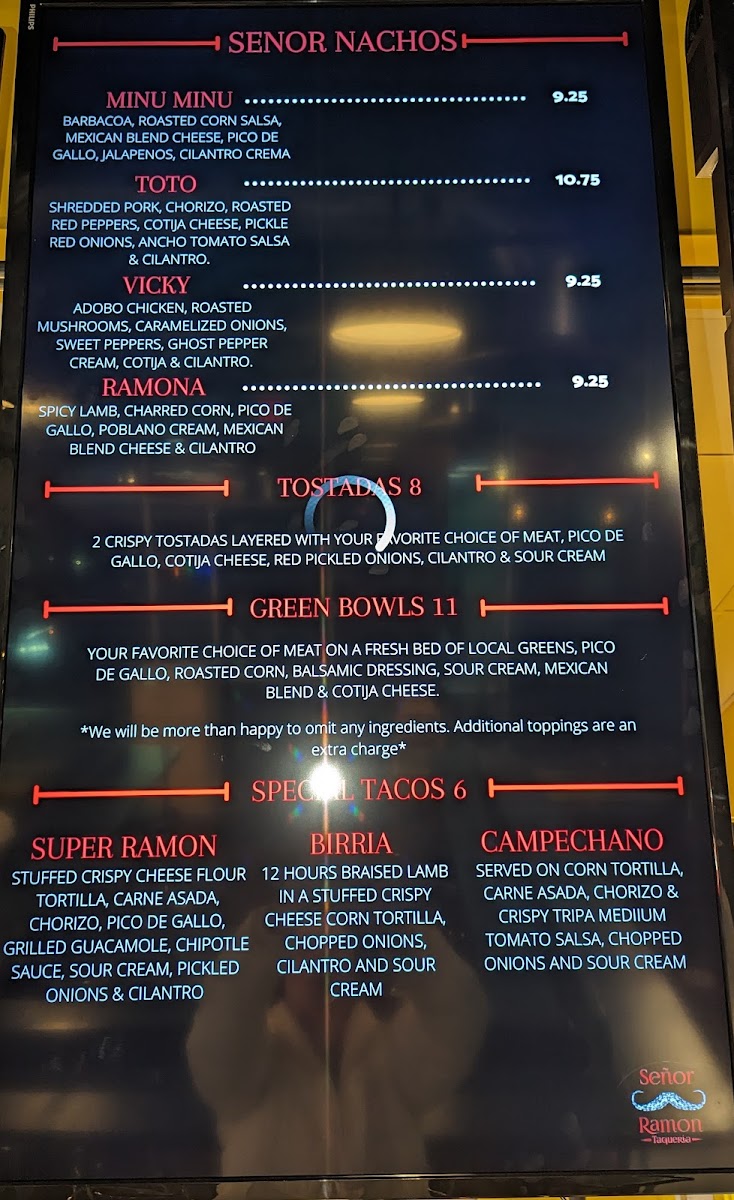 PHILIPS
SENOR NACHOS
MINU MINU 9.25
BARBACOA, ROASTED CORN SALSA,
MEXICAN BLEND CHEESE, PICO DE
GALLO, JALAPENOS, CILANTRO CREMA
TOTO 10.75
SHREDDED PORK, CHORIZO, ROASTED
RED PEPPERS, COTIJA CHEESE, PICKLE
RED ONIONS, ANCHO TOMATO SALSA
& CILANTRO.
VICKY 9.25
ADOBO CHICKEN, ROASTED
MUSHROOMS, CARAMELIZED ONIONS,
SWEET PEPPERS, GHOST PEPPER
CREAM, COTIJA & CILANTRO.
RAMONA 9.25
SPICY LAMB, CHARRED CORN, PICO DE
GALLO, POBLANO CREAM, MEXICAN
BLEND CHEESE & CILANTRO
TOSTADAS 8
2 CRISPY TOSTADAS LAYERED WITH YOUR FAVORITE CHOICE OF MEAT, PICO DE
GALLO, COTIJA CHEESE, RED PICKLED ONIONS, CILANTRO & SOUR CREAM
GREEN BOWLS 11
YOUR FAVORITE CHOICE OF MEAT ON A FRESH BED OF LOCAL GREENS, PICO
DE GALLO, ROASTED CORN, BALSAMIC DRESSING, SOUR CREAM, MEXICAN
BLEND & COTIJA CHEESE.
*We will be more than happy to omit any ingredients. Additional toppings are an
extra charge*
SPECIAL TACOS 6
SUPER RAMON
STUFFED CRISPY CHEESE FLOUR
TORTILLA, CARNE ASADA,
CHORIZO, PICO DE GALLO,
GRILLED GUACAMOLE, CHIPOTLE
SAUCE, SOUR CREAM, PICKLED
ONIONS & CILANTRO
BIRRIA
12 HOURS BRAISED LAMB
IN A STUFFED CRISPY
CHEESE CORN TORTILLA,
CHOPPED ONIONS,
CILANTRO AND SOUR
CREAM
CAMPECHANO
SERVED ON CORN TORTILLA,
CARNE ASADA, CHORIZO &
CRISPY TRIPA MEDIIUM
TOMATO SALSA, CHOPPED
ONIONS AND SOUR CREAM
Señor
Ramon
Taqueria